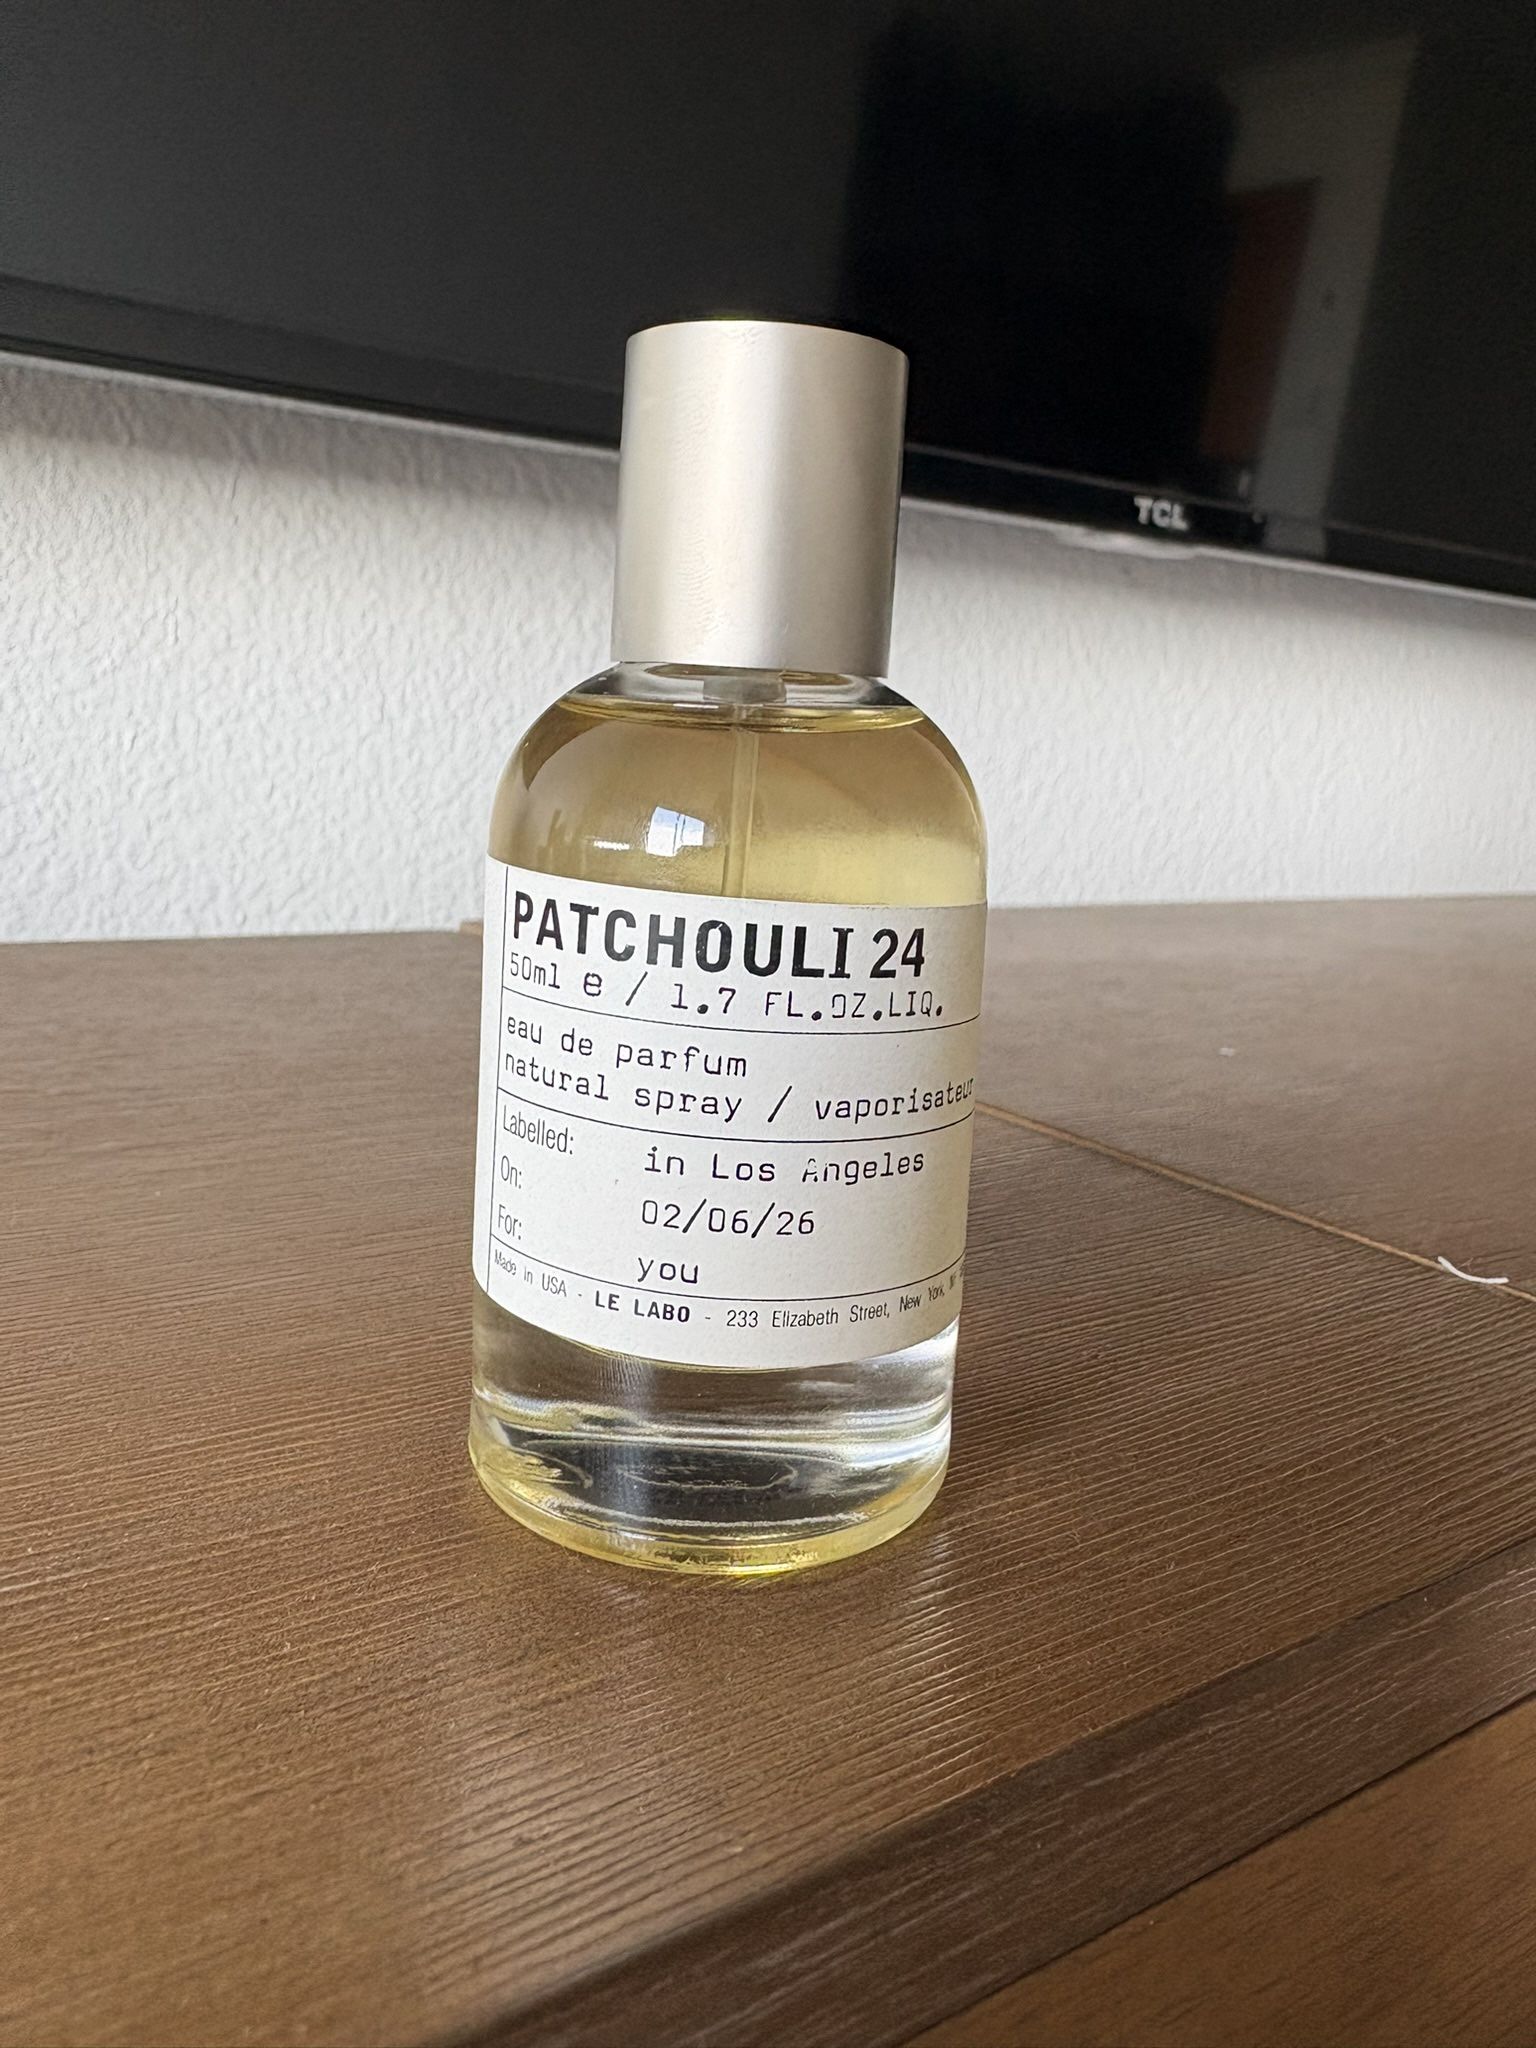 TCL
PATCHOULI 24
50ml e / 1.7 FL.OZ.LIQ.
eau de parfum
natural spray / vaporisateur
Labelled: in Los Angeles
On: 02/06/26
For: you
Made in USA - LE LABO - 233 Elizabeth Street, New York,